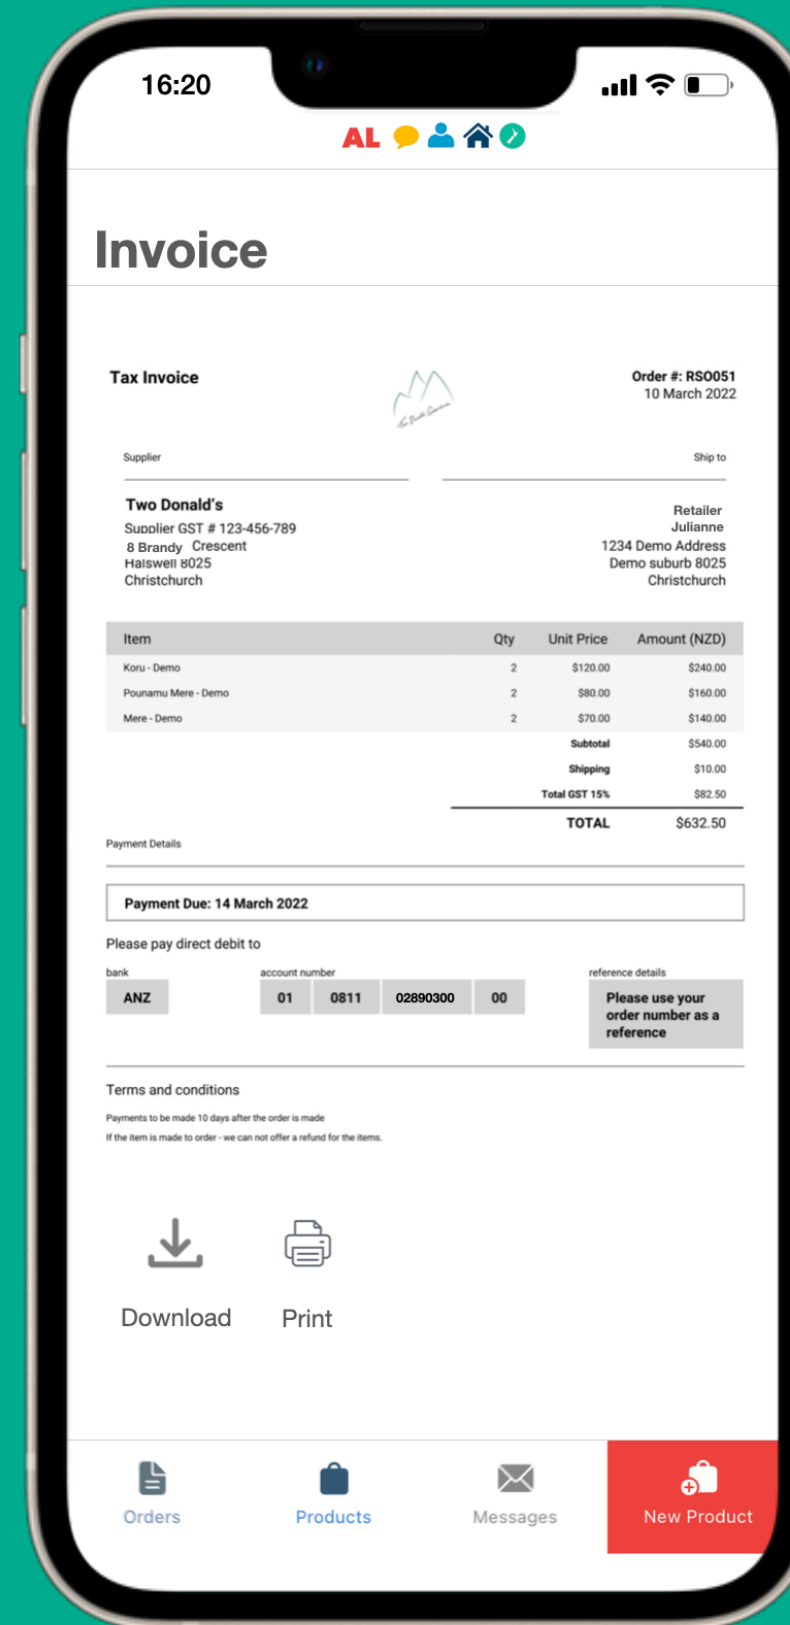 16:20
AL
Invoice
Tax Invoice
Order #: RSO051
10 March 2022
Supplier
Ship to
Two Donald's
Supplier GST # 123-456-789
8 Brandy Crescent
Halswell 8025
Christchurch
Retailer
Julianne
1234 Demo Address
Demo suburb 8025
Christchurch
Item Qty Unit Price Amount (NZD)
Koru - Demo 2 $120.00 $240.00
Pounamu Mere - Demo 2 $80.00 $160.00
Mere - Demo 2 $70.00 $140.00
Subtotal $540.00
Shipping $10.00
Total GST 15% $82.50
TOTAL $632.50
Payment Details
Payment Due: 14 March 2022
Please pay direct debit to
bank account number reference details
ANZ 01 0811 02890300 00
Please use your
order number as a
reference
Terms and conditions
Payments to be made 10 days after the order is made
If the item is made to order - we can not offer a refund for the items.
Download Print
Orders Products Messages New Product